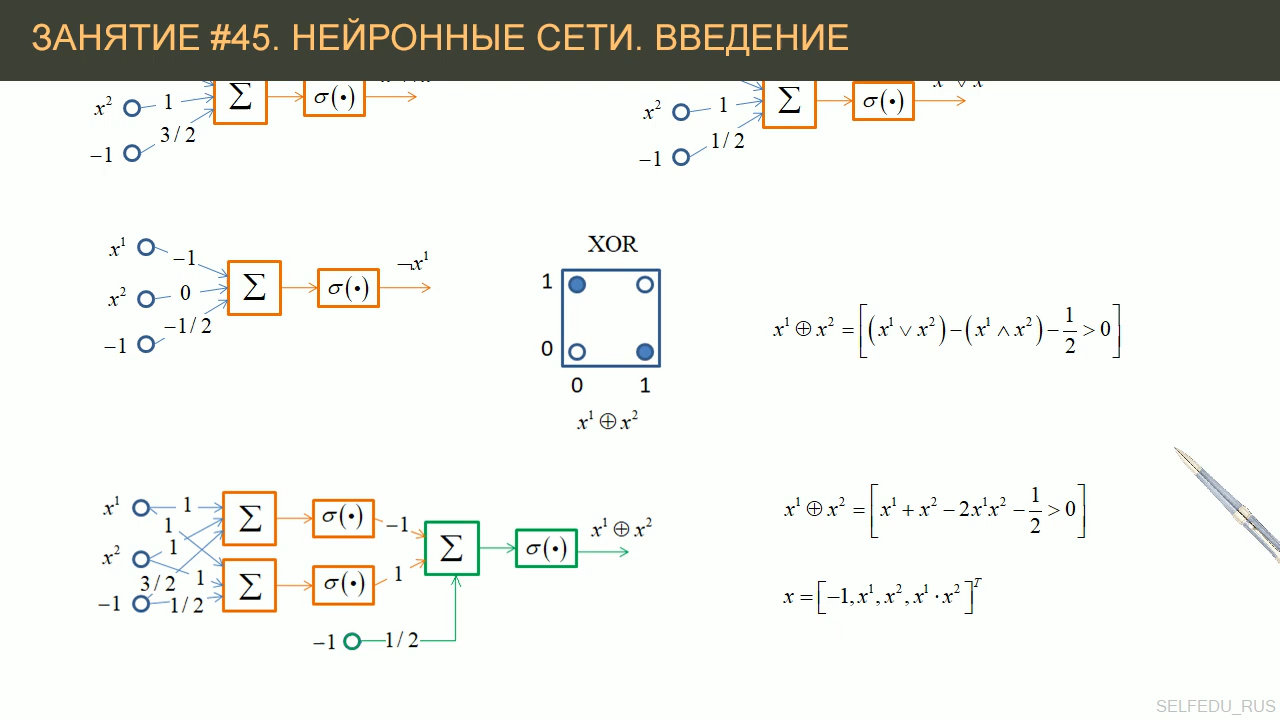 ЗАНЯТИЕ #45. НЕЙРОННЫЕ СЕТИ. ВВЕДЕНИЕ
x² 1 Σ σ(•)
3/2
−1
x² 1 Σ σ(•) x¹ ∨ x²
1/2
−1
x¹ −1
x² 0 Σ σ(•) ¬x¹
−1/2
−1
XOR
1
0
0 1
x¹ ⊕ x²
x¹ ⊕ x² = [(x¹ ∨ x²) − (x¹ ∧ x²) − 1/2 > 0]
x¹ 1 Σ σ(•) −1
1
x² 1 Σ σ(•) x¹ ⊕ x²
3/2 1 Σ σ(•) 1
−1 1/2
−1 1/2
x¹ ⊕ x² = [x¹ + x² − 2x¹x² − 1/2 > 0]
x = [−1, x¹, x², x¹ · x²]ᵀ
SELFEDU_RUS